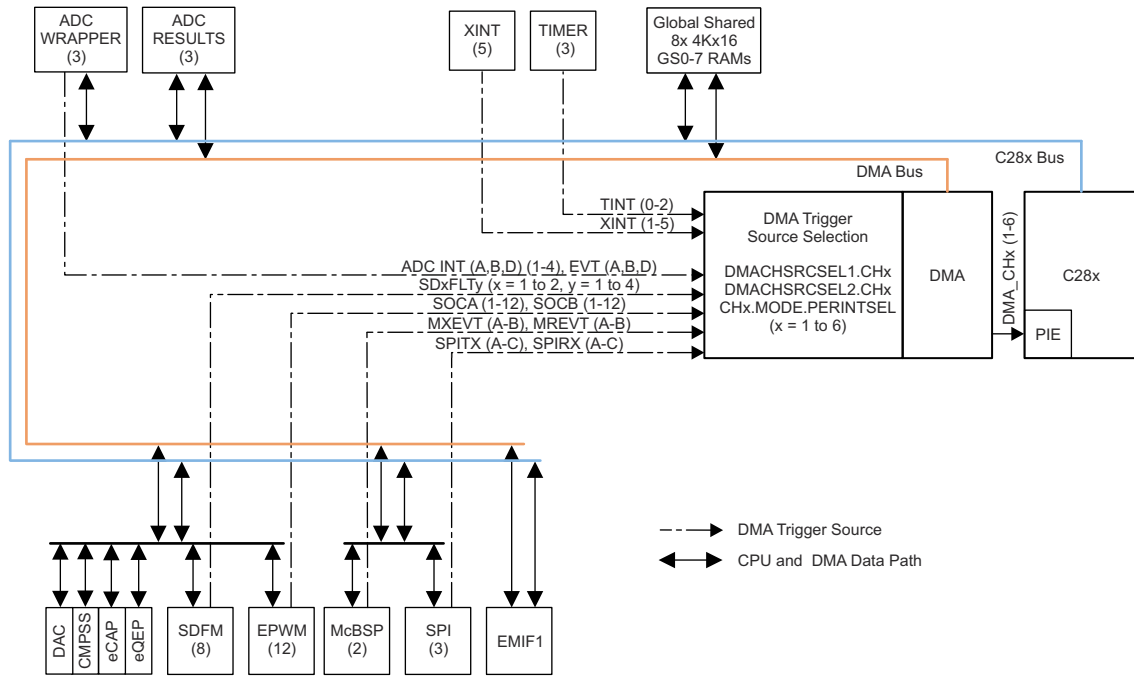 ADC
WRAPPER
(3)
ADC
RESULTS
(3)
XINT
(5)
TIMER
(3)
Global Shared
8x 4Kx16
GS0-7 RAMs
C28x Bus
DMA Bus
TINT (0-2)
XINT (1-5)
ADC INT (A,B,D) (1-4), EVT (A,B,D)
SDxFLTy (x = 1 to 2, y = 1 to 4)
SOCA (1-12), SOCB (1-12)
MXEVT (A-B), MREVT (A-B)
SPITX (A-C), SPIRX (A-C)
DMA Trigger
Source Selection
DMACHSRCSEL1.CHx
DMACHSRCSEL2.CHx
CHx.MODE.PERINTSEL
(x = 1 to 6)
DMA
DMA_CHx (1-6)
C28x
PIE
DMA Trigger Source
CPU and DMA Data Path
DAC
CMPSS
eCAP
eQEP
SDFM
(8)
EPWM
(12)
McBSP
(2)
SPI
(3)
EMIF1